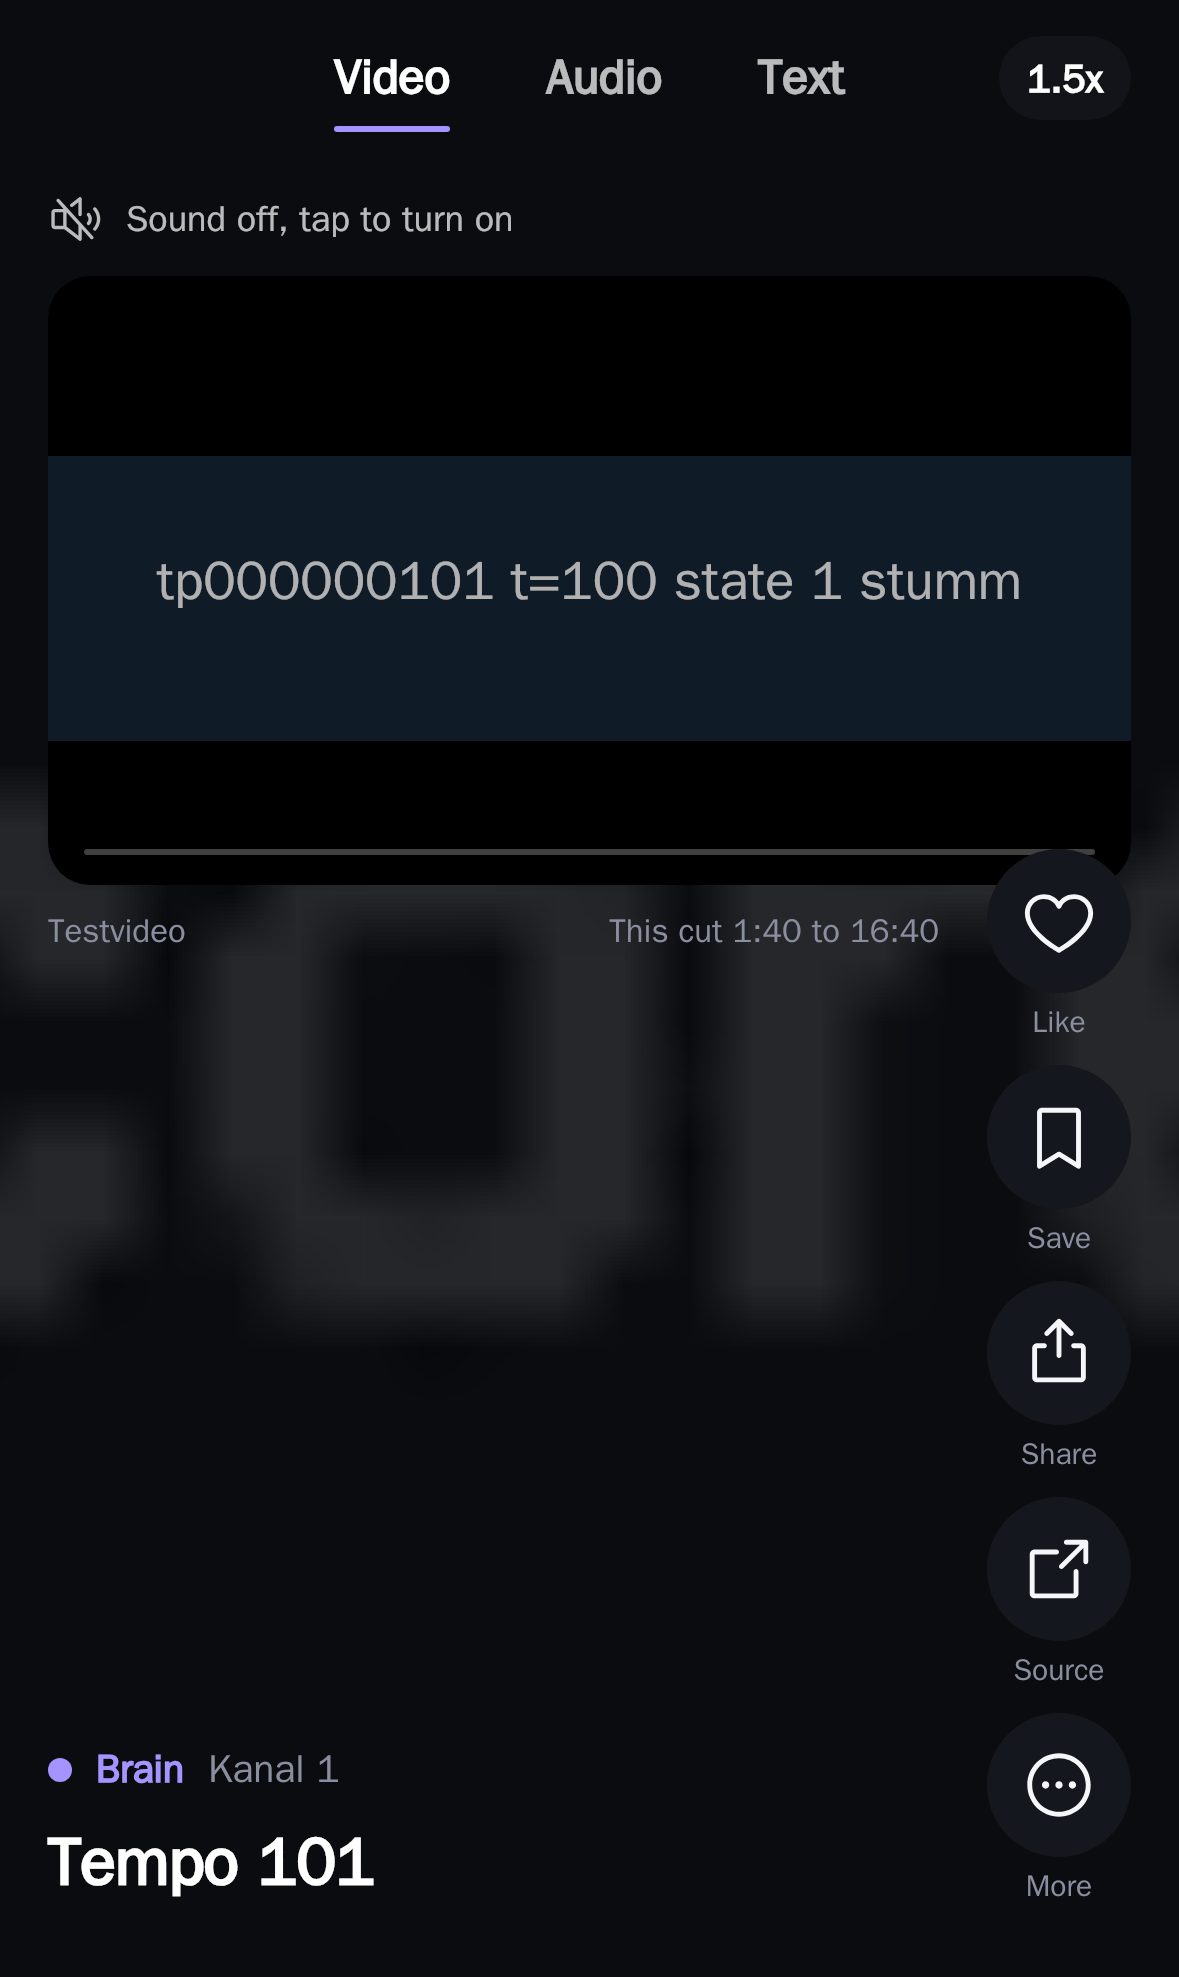 Video Audio Text 1.5x
Sound off, tap to turn on
tp000000101 t=100 state 1 stumm
Testvideo This cut 1:40 to 16:40
Like
Save
Share
Source
Brain Kanal 1
Tempo 101
More